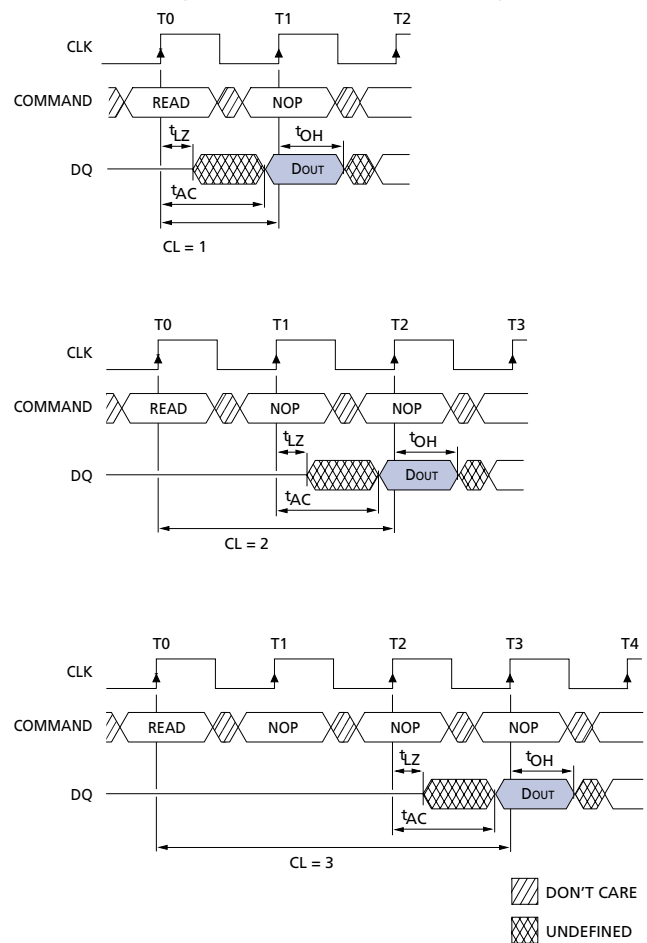 T0 T1 T2
CLK
COMMAND READ NOP
tLZ tOH
DQ DOUT
tAC
CL = 1
T0 T1 T2 T3
CLK
COMMAND READ NOP NOP
tLZ tOH
DQ DOUT
tAC
CL = 2
T0 T1 T2 T3 T4
CLK
COMMAND READ NOP NOP NOP
tLZ tOH
DQ DOUT
tAC
CL = 3
DON'T CARE
UNDEFINED